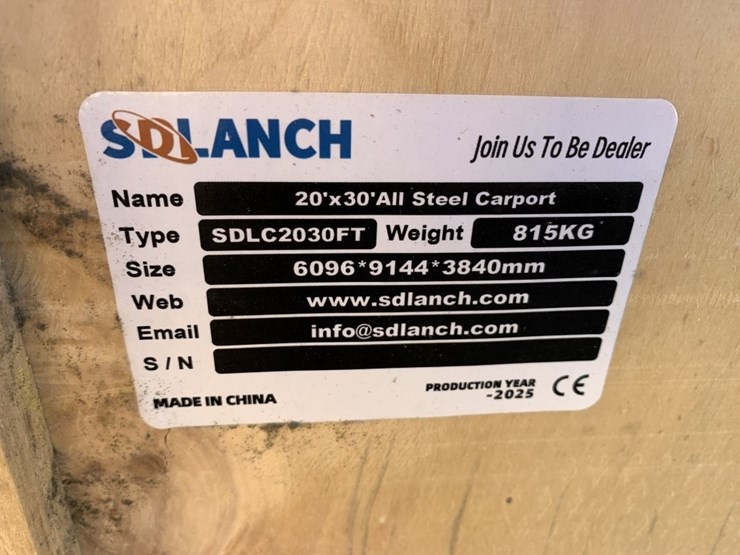 SDLANCH
Join Us To Be Dealer
Name 20'x30'All Steel Carport
Type SDLC2030FT Weight 815KG
Size 6096*9144*3840mm
Web www.sdlanch.com
Email info@sdlanch.com
S/N
MADE IN CHINA
PRODUCTION YEAR
-2025 CE